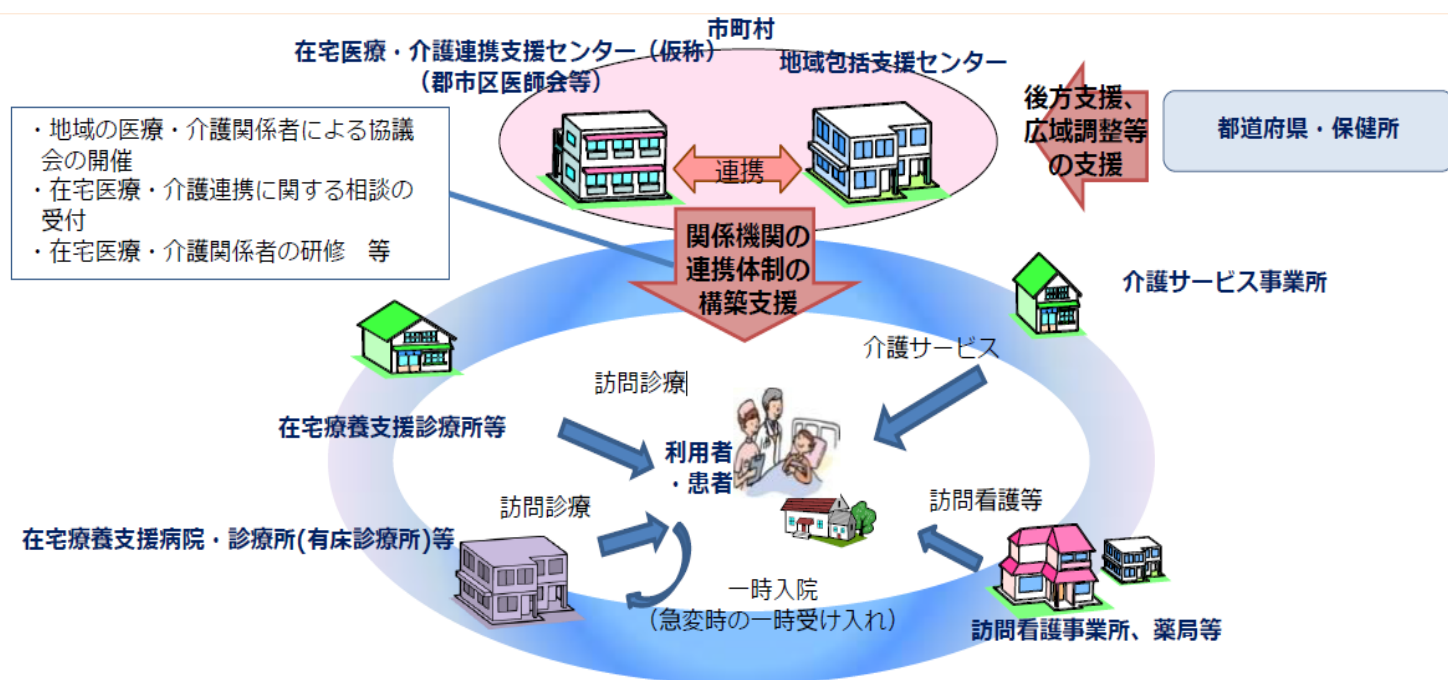 市町村
在宅医療・介護連携支援センター（仮称）
（郡市区医師会等）
地域包括支援センター
・地域の医療・介護関係者による協議
会の開催
・在宅医療・介護連携に関する相談の
受付
・在宅医療・介護関係者の研修　等
連携
後方支援、
広域調整等
の支援
都道府県・保健所
関係機関の
連携体制の
構築支援
介護サービス事業所
介護サービス
訪問診療
在宅療養支援診療所等
利用者
・患者
訪問診療
訪問看護等
在宅療養支援病院・診療所(有床診療所)等
一時入院
（急変時の一時受け入れ）
訪問看護事業所、薬局等